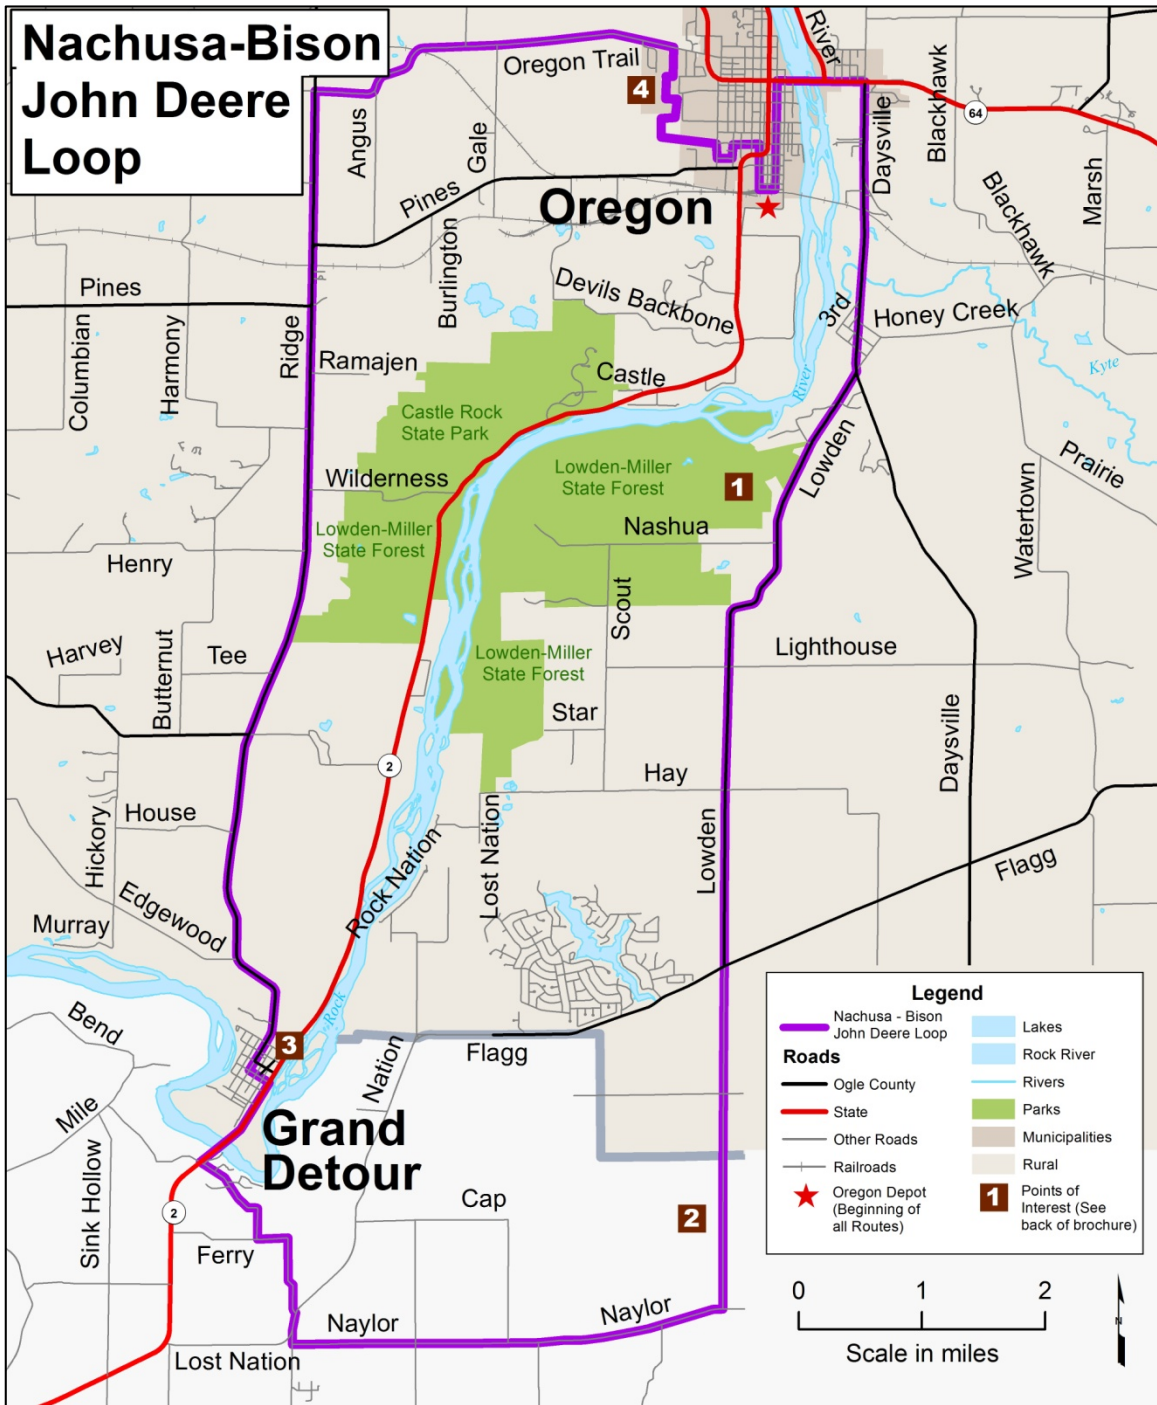 Nachusa-Bison
John Deere
Loop
Oregon Trail
4
River
64
Angus
Gale
Pines
Daysville
Blackhawk
Blackhawk
Marsh
Oregon
Burlington
Devils Backbone
3rd
Honey Creek
Pines
Columbian
Harmony
Ridge
Ramajen
Castle
River
Kyte
Castle Rock
State Park
Wilderness
Lowden-Miller
State Forest
1
Lowden
Prairie
Watertown
Nashua
Lowden-Miller
State Forest
Henry
Scout
Harvey
Butternut
Tee
Lowden-Miller
State Forest
Lighthouse
Star
Daysville
2
Hay
House
Hickory
Lost Nation
Lowden
Flagg
Rock Nation
Edgewood
Murray
Bend
Rock
3
Flagg
Nation
Mile
Sink Hollow
Grand
Detour
2
Cap
2
Ferry
Naylor
Naylor
Lost Nation
Legend
Nachusa - Bison
John Deere Loop
Roads
Ogle County
State
Other Roads
Railroads
Oregon Depot
(Beginning of
all Routes)
Lakes
Rock River
Rivers
Parks
Municipalities
Rural
1
Points of
Interest (See
back of brochure)
0 1 2
Scale in miles
N